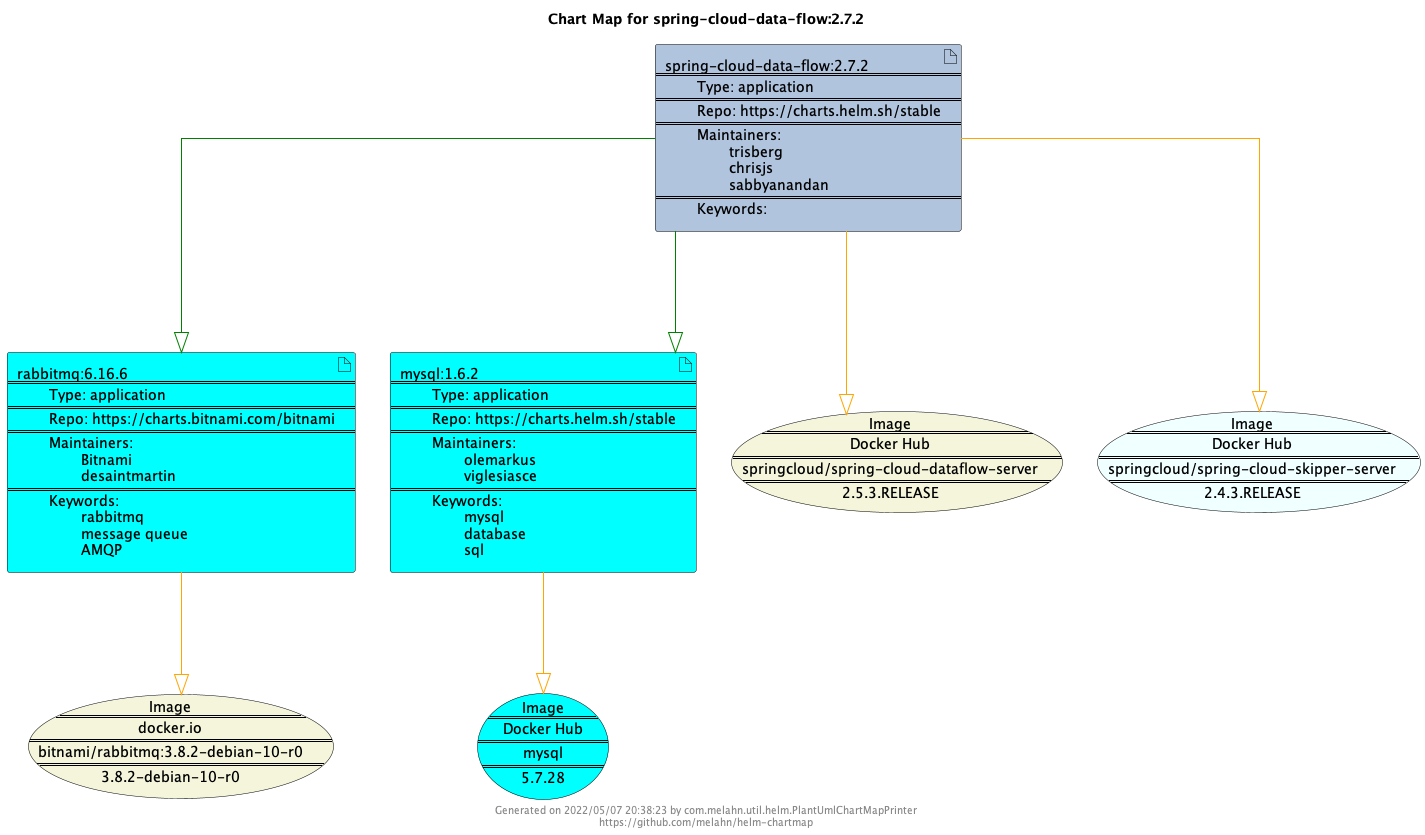 Chart Map for spring-cloud-data-flow:2.7.2
spring-cloud-data-flow:2.7.2
Type: application
Repo: https://charts.helm.sh/stable
Maintainers:
trisberg
chrisjs
sabbyanandan
Keywords:
rabbitmq:6.16.6
Type: application
Repo: https://charts.bitnami.com/bitnami
Maintainers:
Bitnami
desaintmartin
Keywords:
rabbitmq
message queue
AMQP
mysql:1.6.2
Type: application
Repo: https://charts.helm.sh/stable
Maintainers:
olemarkus
viglesiasce
Keywords:
mysql
database
sql
Image
Docker Hub
springcloud/spring-cloud-dataflow-server
2.5.3.RELEASE
Image
Docker Hub
springcloud/spring-cloud-skipper-server
2.4.3.RELEASE
Image
docker.io
bitnami/rabbitmq:3.8.2-debian-10-r0
3.8.2-debian-10-r0
Image
Docker Hub
mysql
5.7.28
Generated on 2022/05/07 20:38:23 by com.melahn.util.helm.PlantUmlChartMapPrinter
https://github.com/melahn/helm-chartmap